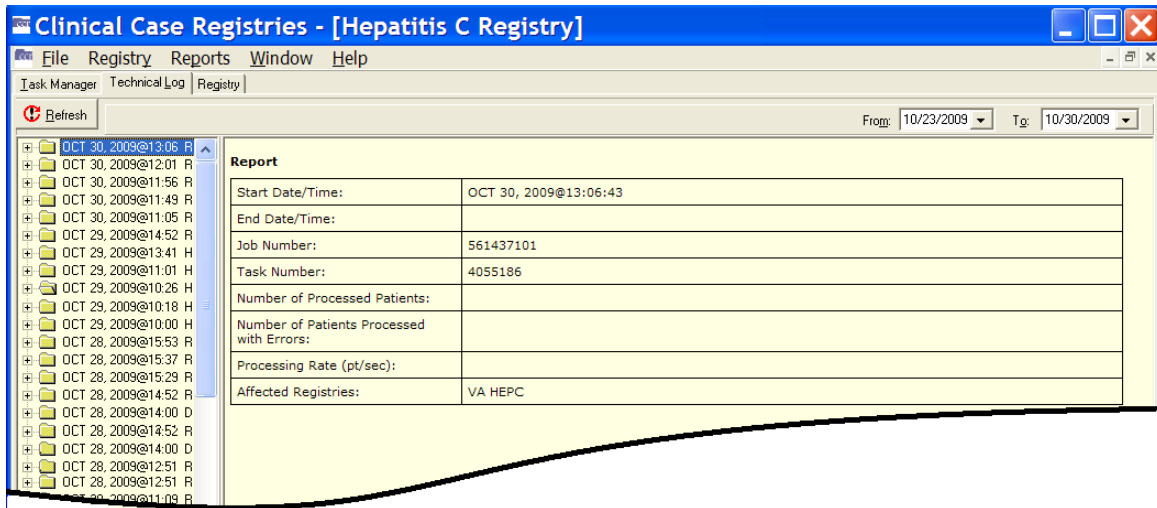 Clinical Case Registries - [Hepatitis C Registry]
File Registry Reports Window Help
Task Manager Technical Log Registry
Refresh From: 10/23/2009 To: 10/30/2009
OCT 30, 2009@13:06 R
OCT 30, 2009@12:01 R
OCT 30, 2009@11:56 R
OCT 30, 2009@11:49 R
OCT 30, 2009@11:05 R
OCT 29, 2009@14:52 R
OCT 29, 2009@13:41 H
OCT 29, 2009@11:01 H
OCT 29, 2009@10:26 H
OCT 29, 2009@10:18 H
OCT 29, 2009@10:00 H
OCT 28, 2009@15:53 R
OCT 28, 2009@15:37 R
OCT 28, 2009@15:29 R
OCT 28, 2009@14:52 R
OCT 28, 2009@14:00 D
OCT 28, 2009@14:52 R
OCT 28, 2009@14:00 D
OCT 28, 2009@12:51 R
OCT 28, 2009@12:51 R
2009@11:09 R
Report
Start Date/Time: OCT 30, 2009@13:06:43
End Date/Time:
Job Number: 561437101
Task Number: 4055186
Number of Processed Patients:
Number of Patients Processed
with Errors:
Processing Rate (pt/sec):
Affected Registries: VA HEPC